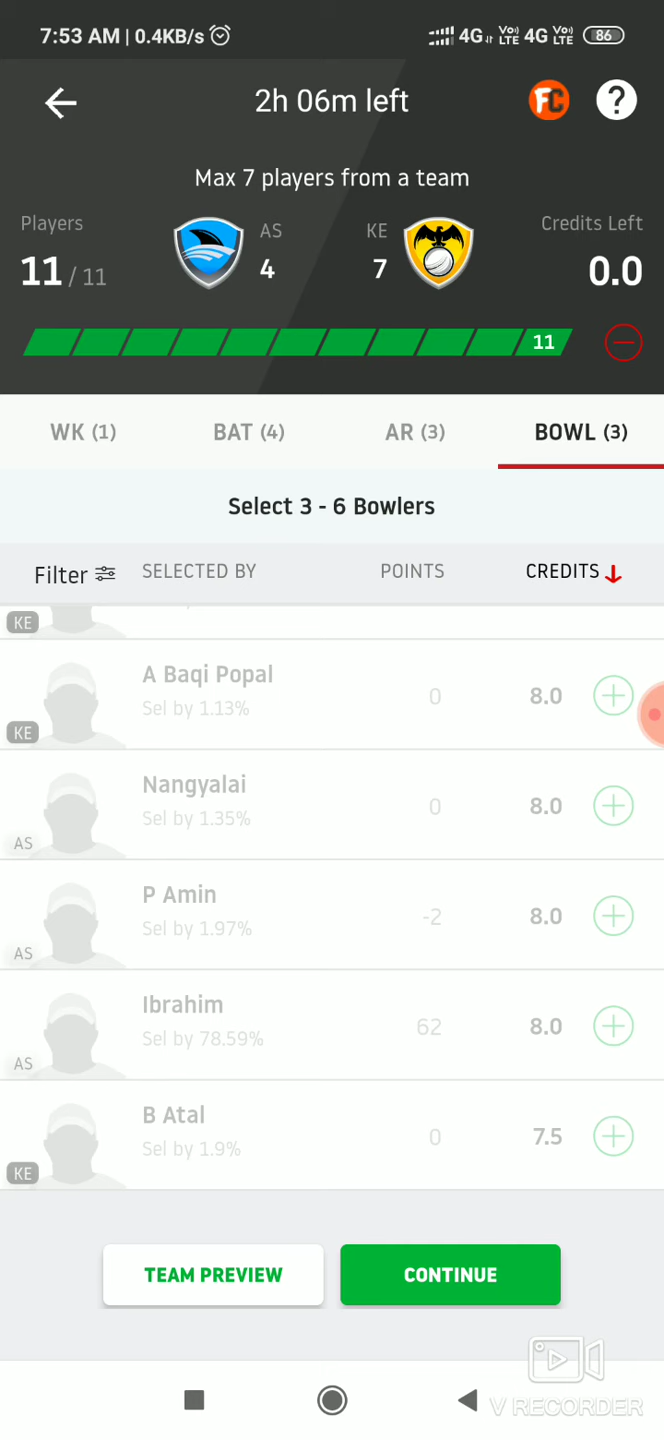 7:53 AM | 0.4KB/s 4G Vo) LTE 4G Vo) LTE 86
2h 06m left FC ?
Max 7 players from a team
Players AS KE Credits Left
11 / 11 4 7 0.0
11
WK (1) BAT (4) AR (3) BOWL (3)
Select 3 - 6 Bowlers
Filter SELECTED BY POINTS CREDITS
KE
A Baqi Popal
Sel by 1.13% 0 8.0
KE
Nangyalai
Sel by 1.35% 0 8.0
AS
P Amin
Sel by 1.97% -2 8.0
AS
Ibrahim
Sel by 78.59% 62 8.0
AS
B Atal
Sel by 1.9% 0 7.5
KE
TEAM PREVIEW CONTINUE
V RECORDER